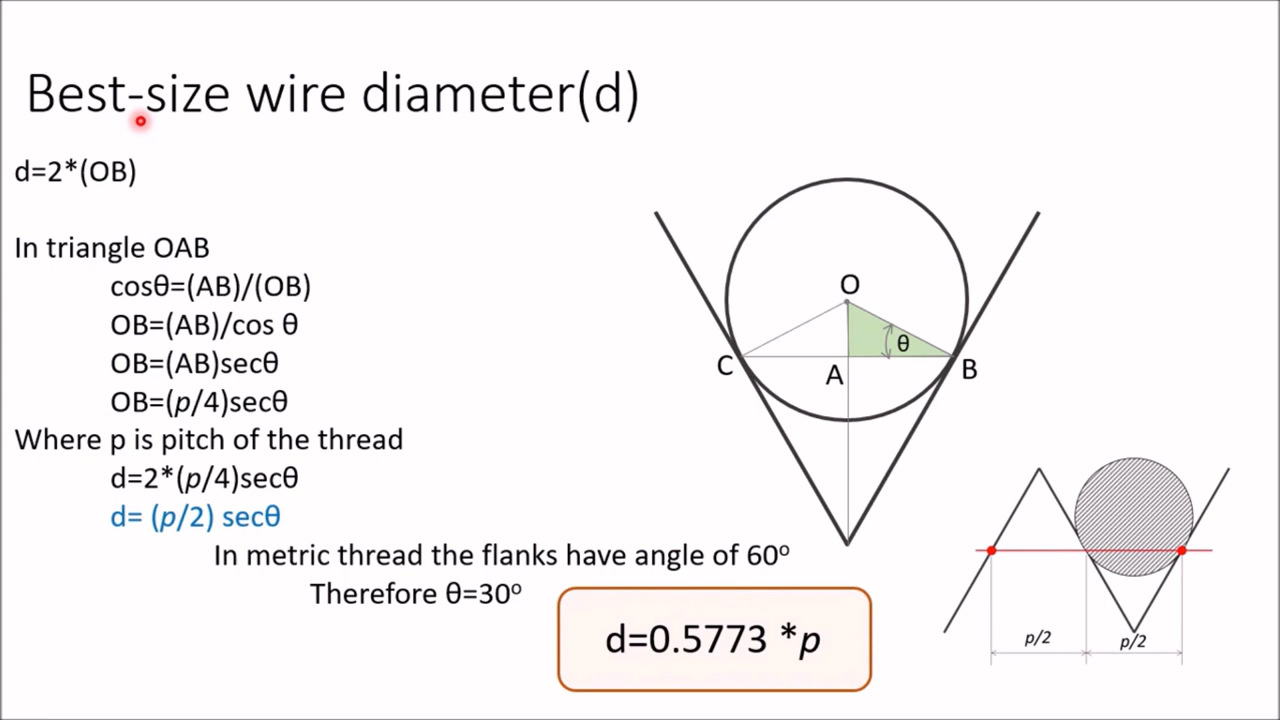 Best-size wire diameter(d)
d=2*(OB)
In triangle OAB
cosθ=(AB)/(OB)
OB=(AB)/cos θ
OB=(AB)secθ
OB=(p/4)secθ
Where p is pitch of the thread
d=2*(p/4)secθ
d= (p/2) secθ
In metric thread the flanks have angle of 60º
Therefore θ=30º
d=0.5773 *p
O
θ
C
A
B
p/2
p/2